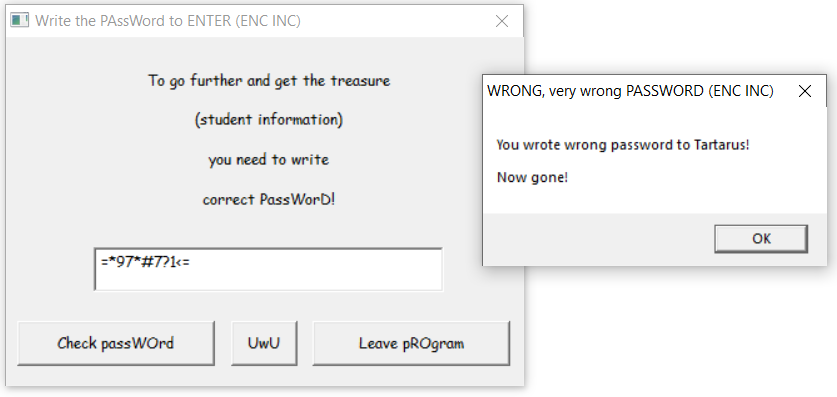 Write the PAssWord to ENTER (ENC INC)
To go further and get the treasure
(student information)
you need to write
correct PassWorD!
=*97*#7?1<=
Check passWOrd
UwU
Leave pROgram
WRONG, very wrong PASSWORD (ENC INC)
You wrote wrong password to Tartarus!
Now gone!
OK